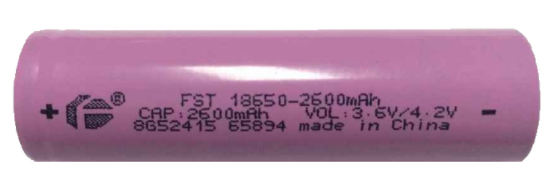 FST 18650-2600mAh
+ ® CAP:2600mAh VOL:3.6V/4.2V -
8G52415 65894 made in China